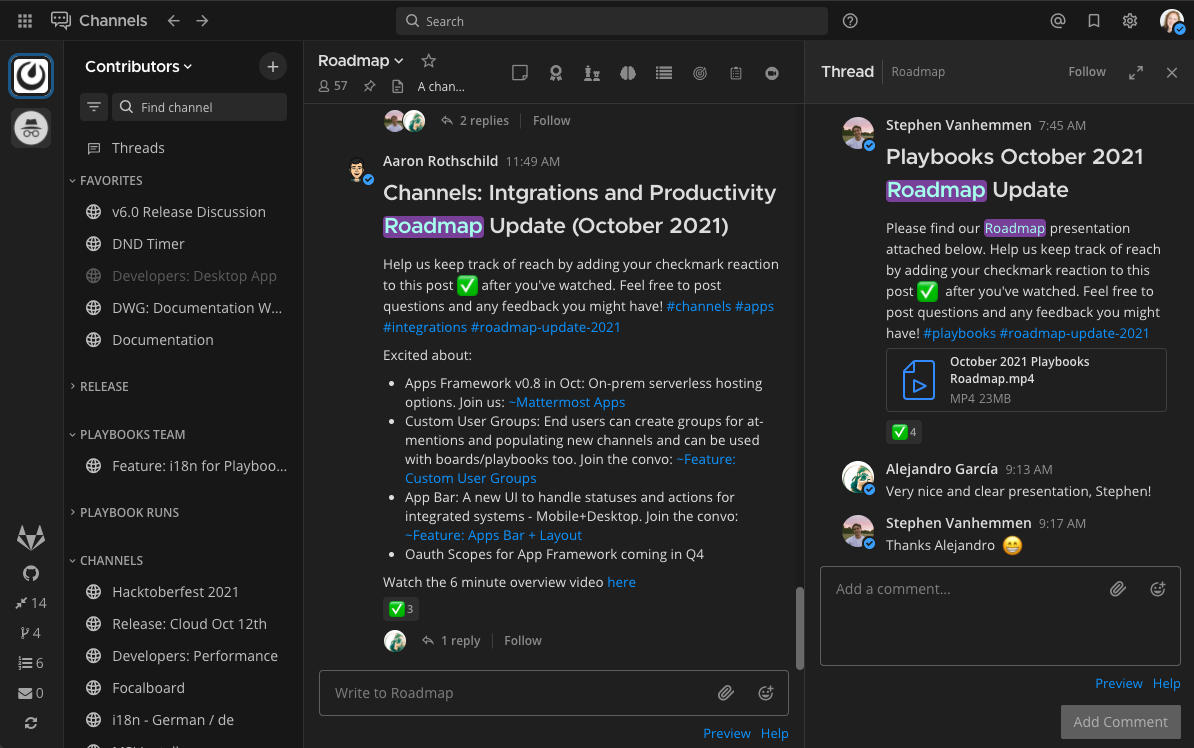 Channels
Search
Contributors
Find channel
Threads
FAVORITES
v6.0 Release Discussion
DND Timer
Developers: Desktop App
DWG: Documentation W...
Documentation
RELEASE
PLAYBOOKS TEAM
Feature: i18n for Playboo...
PLAYBOOK RUNS
CHANNELS
Hacktoberfest 2021
Release: Cloud Oct 12th
Developers: Performance
Focalboard
i18n - German / de
14
4
6
0
Roadmap
57
A chan...
2 replies
Follow
Aaron Rothschild 11:49 AM
Channels: Intgrations and Productivity
Roadmap Update (October 2021)
Help us keep track of reach by adding your checkmark reaction
to this post ✅ after you've watched. Feel free to post
questions and any feedback you might have! #channels #apps
#integrations #roadmap-update-2021
Excited about:
• Apps Framework v0.8 in Oct: On-prem serverless hosting
options. Join us: ~Mattermost Apps
• Custom User Groups: End users can create groups for at-
mentions and populating new channels and can be used
with boards/playbooks too. Join the convo: ~Feature:
Custom User Groups
• App Bar: A new UI to handle statuses and actions for
integrated systems - Mobile+Desktop. Join the convo:
~Feature: Apps Bar + Layout
• Oauth Scopes for App Framework coming in Q4
Watch the 6 minute overview video here
✅ 3
1 reply
Follow
Write to Roadmap
Preview Help
Thread
Roadmap
Follow
Stephen Vanhemmen 7:45 AM
Playbooks October 2021
Roadmap Update
Please find our Roadmap presentation
attached below. Help us keep track of reach
by adding your checkmark reaction to this
post ✅ after you've watched. Feel free to
post questions and any feedback you might
have! #playbooks #roadmap-update-2021
October 2021 Playbooks
Roadmap.mp4
MP4 23MB
✅ 4
Alejandro García 9:13 AM
Very nice and clear presentation, Stephen!
Stephen Vanhemmen 9:17 AM
Thanks Alejandro 😁
Add a comment...
Preview Help
Add Comment